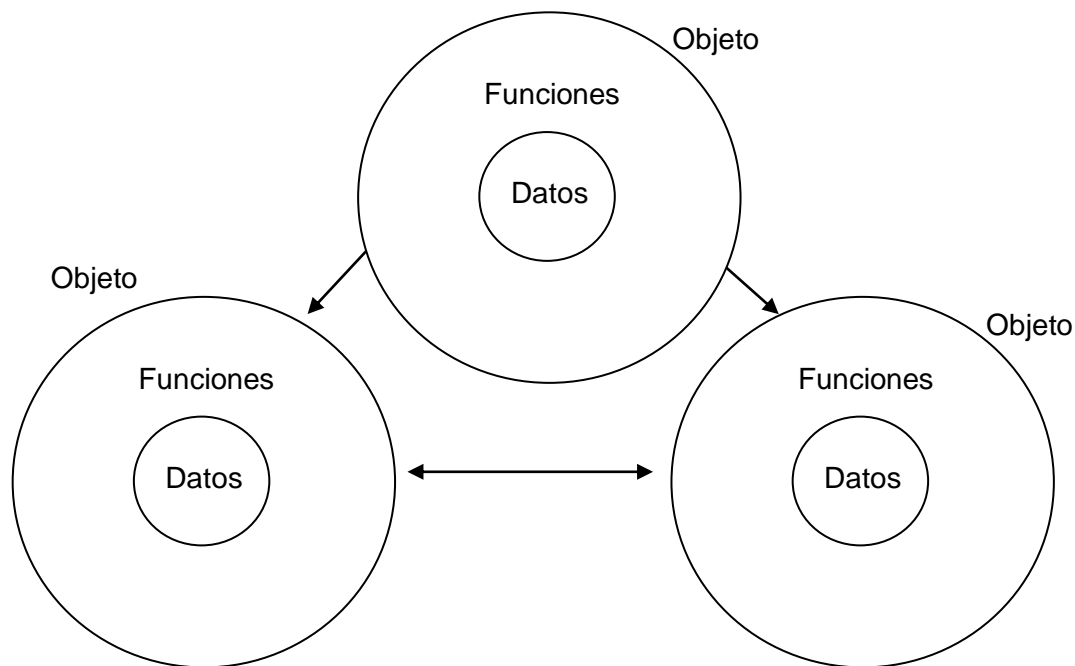 Objeto
Funciones
Datos
Objeto
Funciones
Datos
Objeto
Funciones
Datos